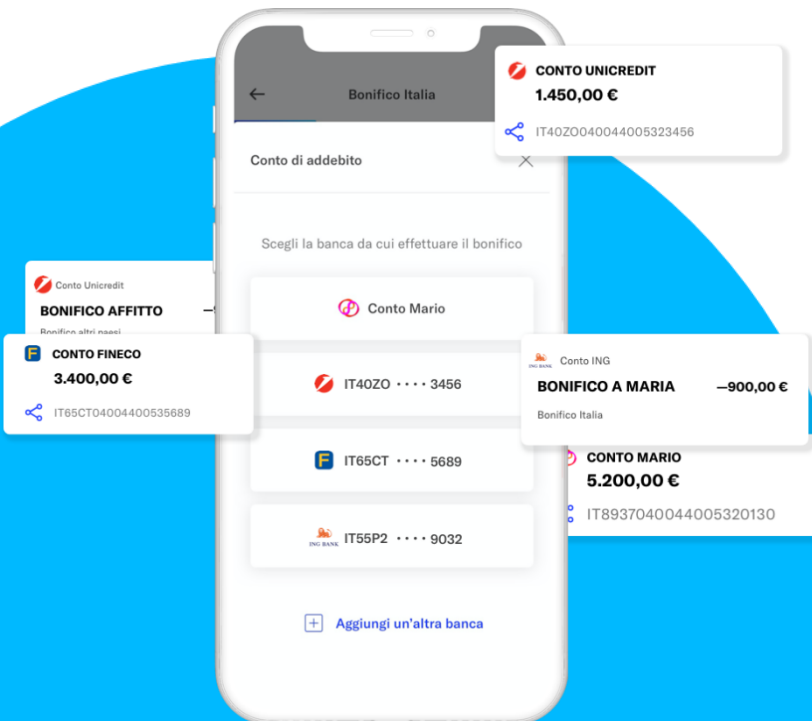 Bonifico Italia
Conto di addebito
Scegli la banca da cui effettuare il bonifico
Conto Mario
IT40ZO •••• 3456
IT65CT •••• 5689
ING BANK IT55P2 •••• 9032
Aggiungi un'altra banca
CONTO UNICREDIT
1.450,00 €
IT40ZO040044005323456
Conto Unicredit
BONIFICO AFFITTO
Bonifico altri paesi
F CONTO FINECO
3.400,00 €
IT65CT04004400535689
ING BANK Conto ING
BONIFICO A MARIA —900,00 €
Bonifico Italia
CONTO MARIO
5.200,00 €
IT8937040044005320130